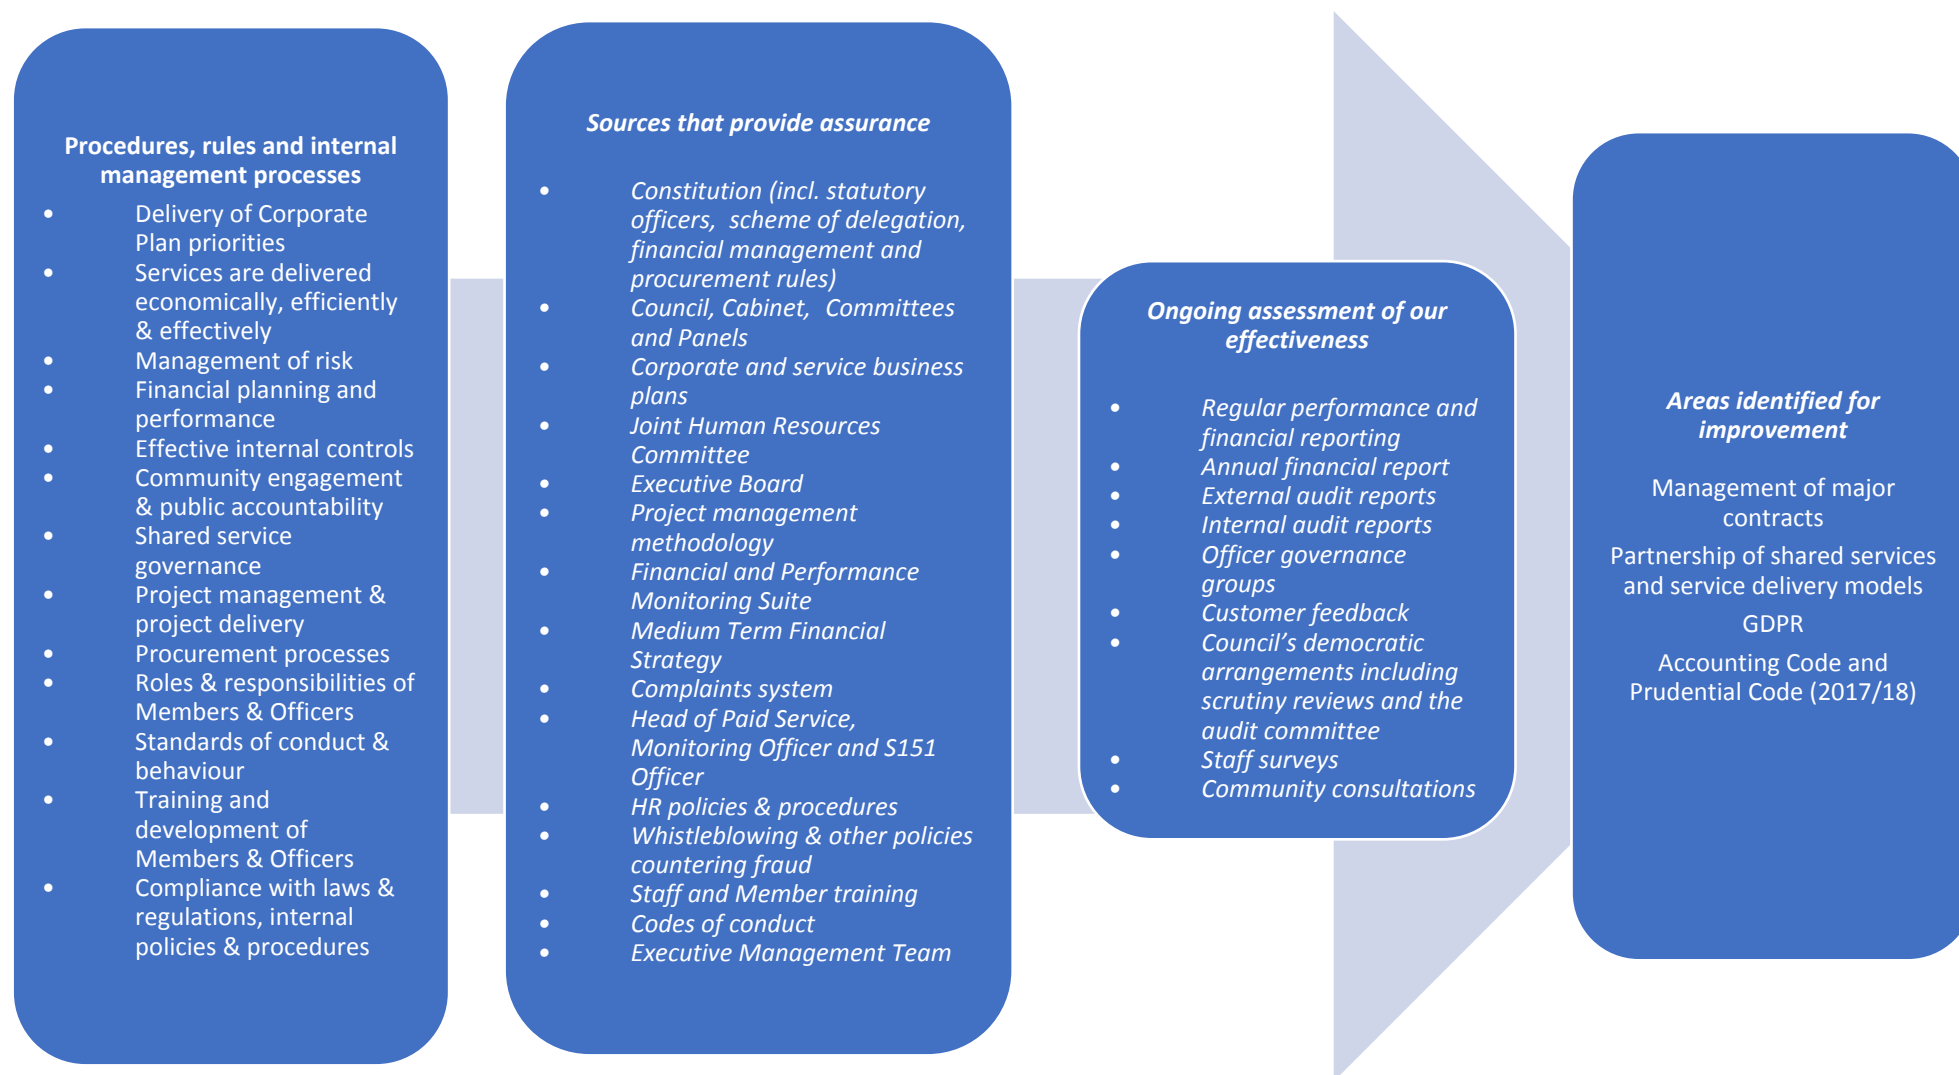 Procedures, rules and internal
management processes
• Delivery of Corporate
Plan priorities
• Services are delivered
economically, efficiently
& effectively
• Management of risk
• Financial planning and
performance
• Effective internal controls
• Community engagement
& public accountability
• Shared service
governance
• Project management &
project delivery
• Procurement processes
• Roles & responsibilities of
Members & Officers
• Standards of conduct &
behaviour
• Training and
development of
Members & Officers
• Compliance with laws &
regulations, internal
policies & procedures
Sources that provide assurance
• Constitution (incl. statutory
officers, scheme of delegation,
financial management and
procurement rules)
• Council, Cabinet, Committees
and Panels
• Corporate and service business
plans
• Joint Human Resources
Committee
• Executive Board
• Project management
methodology
• Financial and Performance
Monitoring Suite
• Medium Term Financial
Strategy
• Complaints system
• Head of Paid Service,
Monitoring Officer and S151
Officer
• HR policies & procedures
• Whistleblowing & other policies
countering fraud
• Staff and Member training
• Codes of conduct
• Executive Management Team
Ongoing assessment of our
effectiveness
• Regular performance and
financial reporting
• Annual financial report
• External audit reports
• Internal audit reports
• Officer governance
groups
• Customer feedback
• Council's democratic
arrangements including
scrutiny reviews and the
audit committee
• Staff surveys
• Community consultations
Areas identified for
improvement
Management of major
contracts
Partnership of shared services
and service delivery models
GDPR
Accounting Code and
Prudential Code (2017/18)